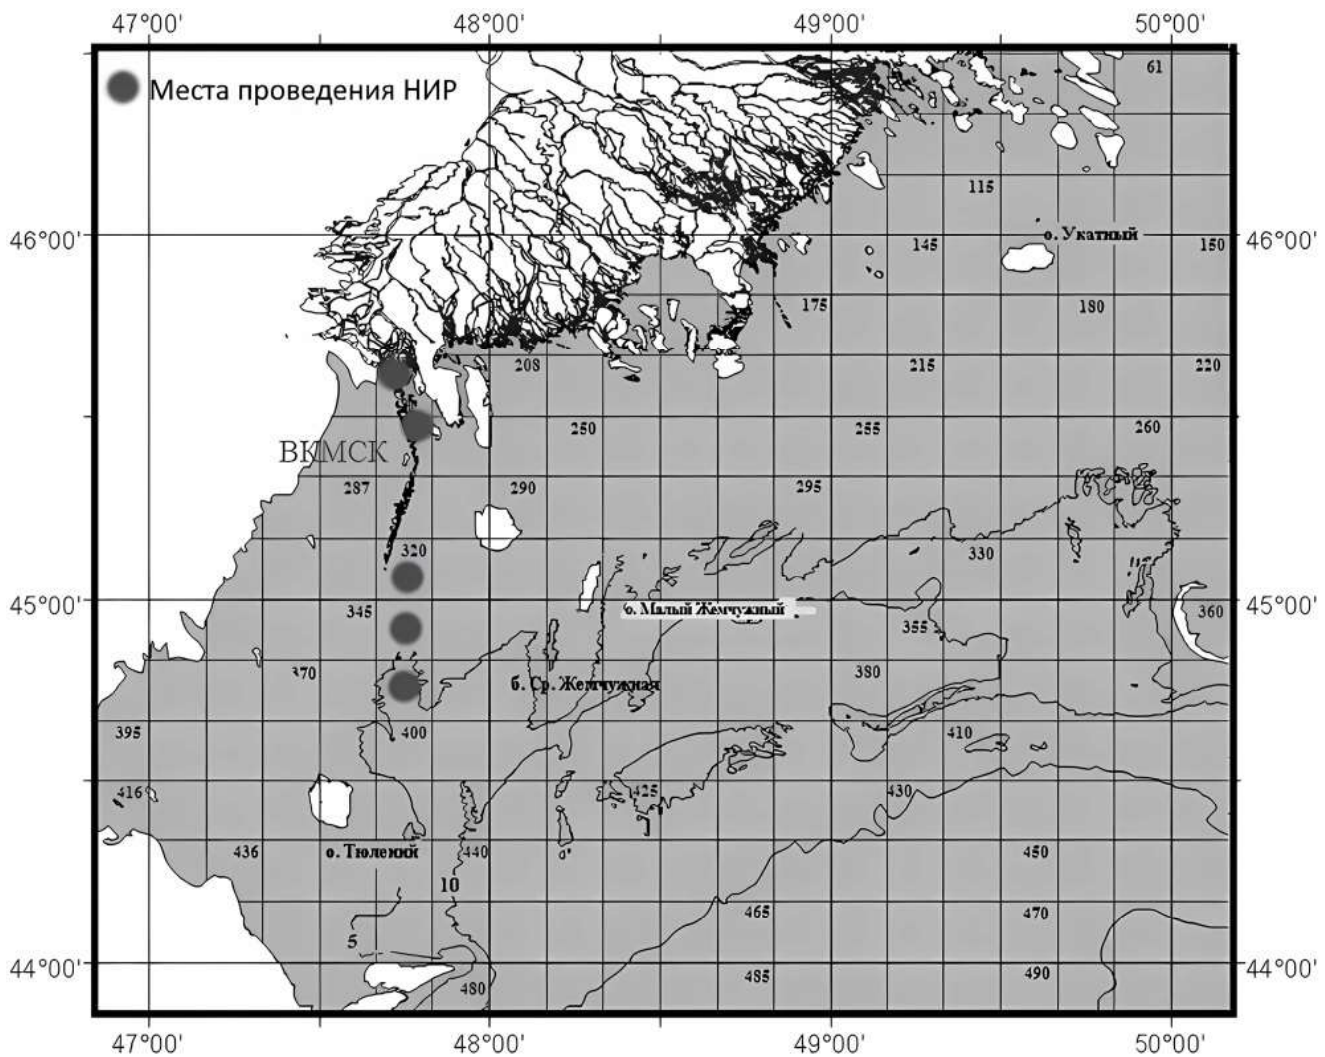 47°00' 48°00' 49°00' 50°00'
Места проведения НИР
61
115
46°00' о. Укатный 145 150 46°00'
175 180
208 215 220
250 255 260
ВКМСК
287 290 295
320 330
45°00' 345 о. Малый Жемчужный 355 360 45°00'
370 б. Ср. Жемчужная 380
395 400 410
416 425 430
436 о. Тюлений 440 450
10
465 470
5
44°00' 480 485 490 44°00'
47°00' 48°00' 49°00' 50°00'